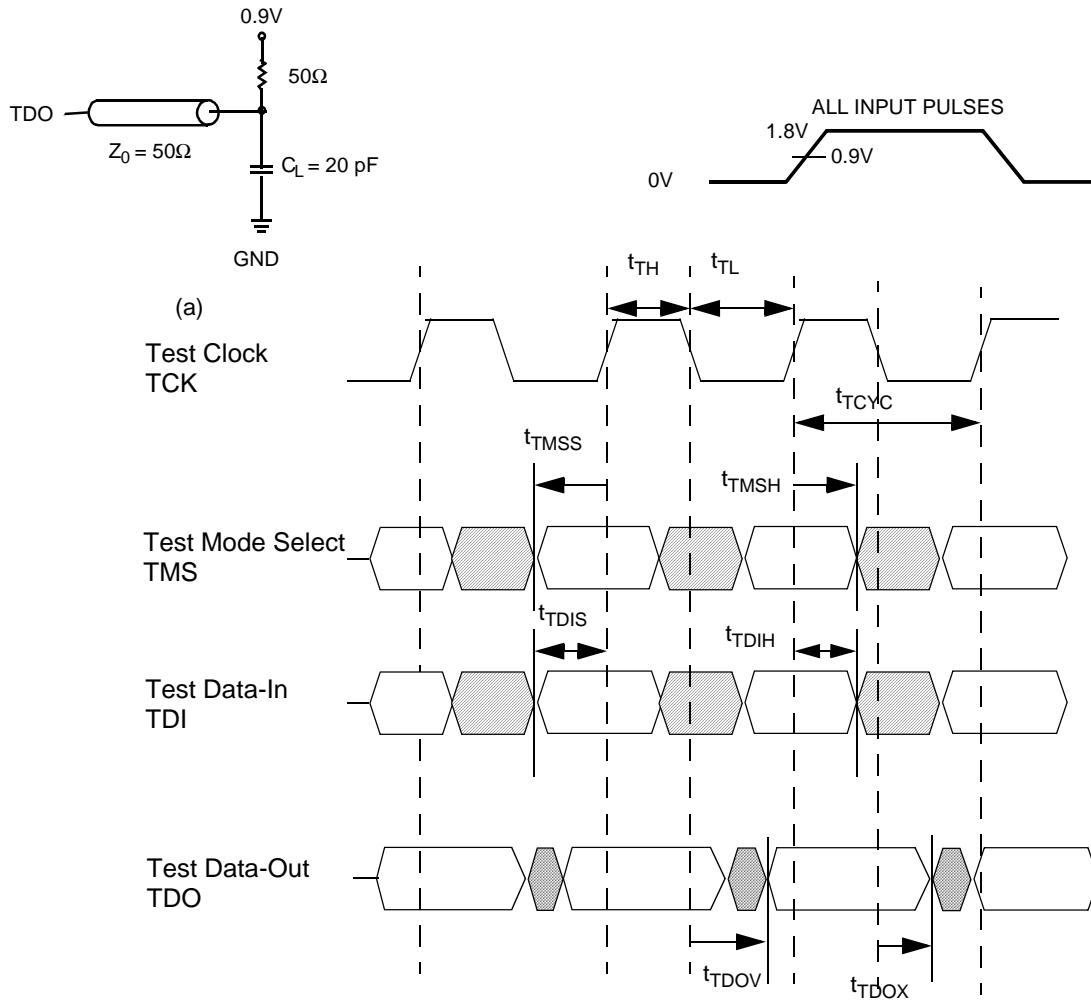 0.9V
50Ω
TDO
Z0 = 50Ω
CL = 20 pF
GND
(a)
ALL INPUT PULSES
1.8V
0.9V
0V
tTH
tTL
Test Clock
TCK
tTCYC
tTMSS
tTMSH
Test Mode Select
TMS
tTDIS
tTDIH
Test Data-In
TDI
Test Data-Out
TDO
tTDOV
tTDOX